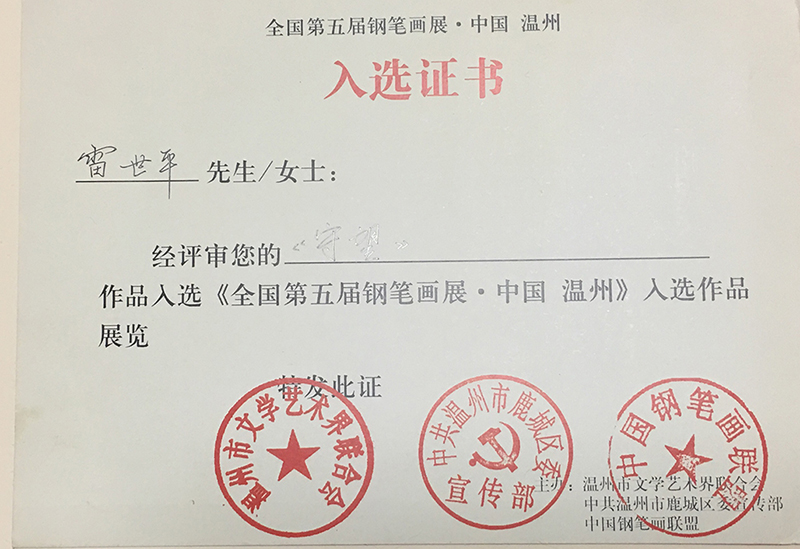 全国第五届钢笔画展·中国 温州
入选证书
雷世平 先生/女士：
经评审您的“守望”
作品入选《全国第五届钢笔画展·中国 温州》入选作品
展览
特发此证
温州市文学艺术界联合会
中共温州市鹿城区委
宣传部
中国钢笔画联盟
主办：温州市文学艺术界联合会
中共温州市鹿城区委宣传部
中国钢笔画联盟